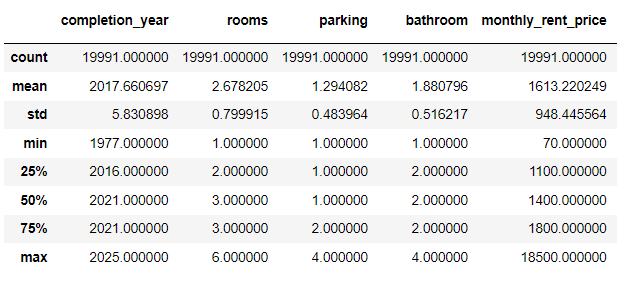 completion_year rooms parking bathroom monthly_rent_price
count 19991.000000 19991.000000 19991.000000 19991.000000 19991.000000
mean 2017.660697 2.678205 1.294082 1.880796 1613.220249
std 5.830898 0.799915 0.483964 0.516217 948.445564
min 1977.000000 1.000000 1.000000 1.000000 70.000000
25% 2016.000000 2.000000 1.000000 2.000000 1100.000000
50% 2021.000000 3.000000 1.000000 2.000000 1400.000000
75% 2021.000000 3.000000 2.000000 2.000000 1800.000000
max 2025.000000 6.000000 4.000000 4.000000 18500.000000